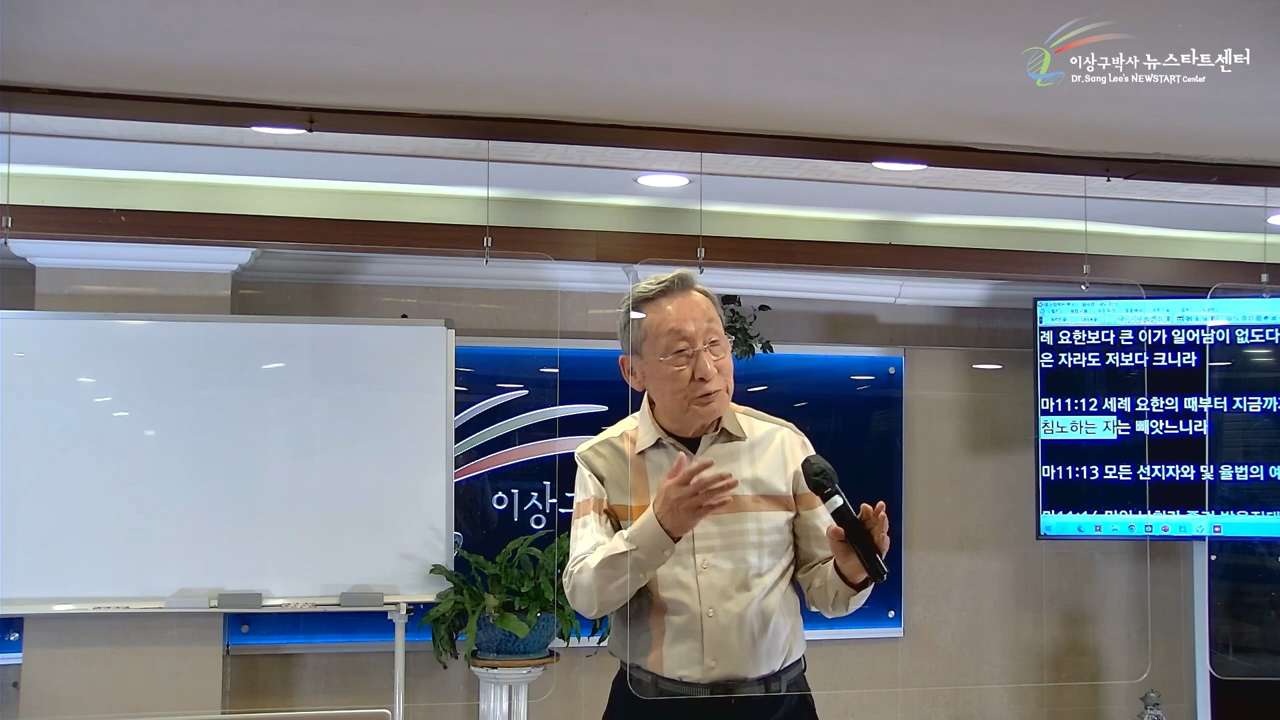 이상구박사 뉴스타트센터
Dr. Sang Lee's NEWSTART Center
례 요한보다 큰 이가 일어남이 없도다
은 자라도 저보다 크니라
마11:12 세례 요한의 때부터 지금까지
침노하는 자는 빼앗느니라
마11:13 모든 선지자와 및 율법의 예
이상